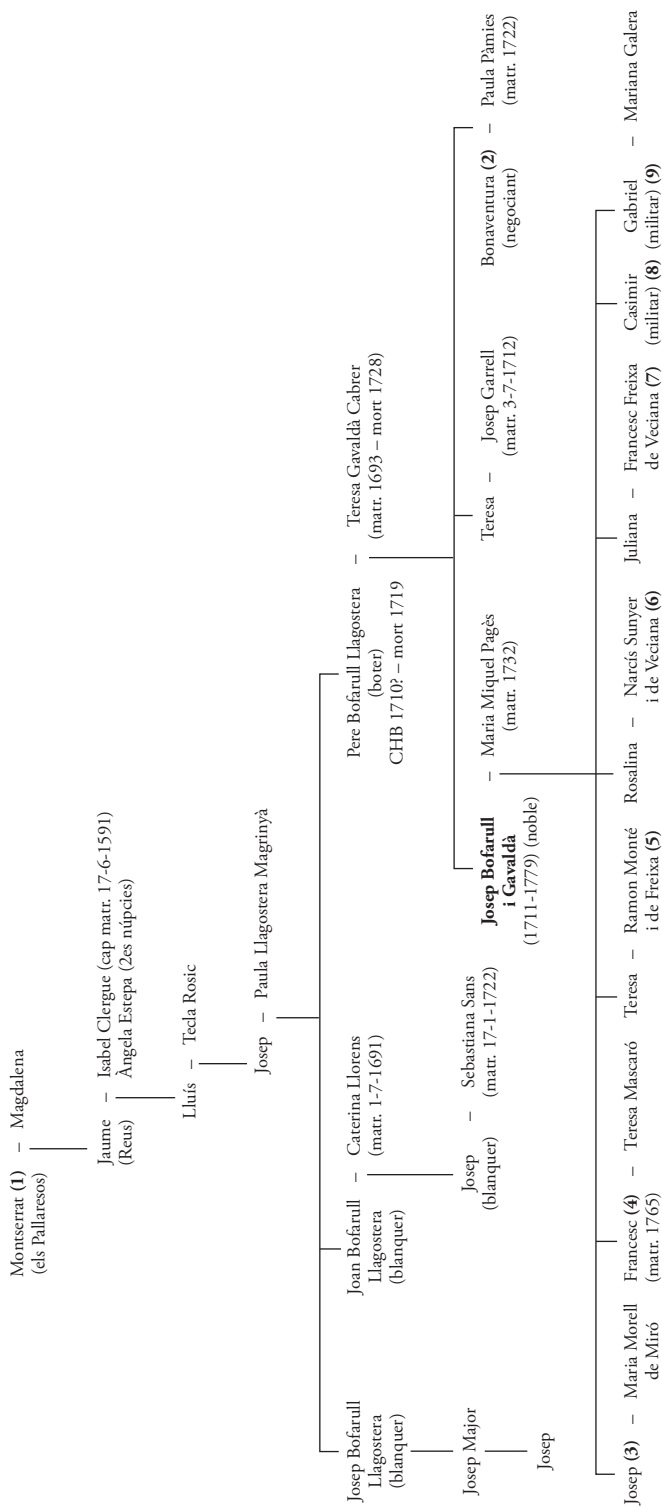 Montserrat (1) – Magdalena
(els Pallaresos)
Jaume – Isabel Clergue (cap matr. 17-6-1591)
(Reus) Àngela Estepa (2es núpcies)
Lluís – Tecla Rosic
Josep – Paula Llagostera Magrinyà
Josep Bofarull
Llagostera
(blanquer)
Joan Bofarull
Llagostera
(blanquer)
– Caterina Llorens
(matr. 1-7-1691)
Pere Bofarull Llagostera
(boter)
CHB 1710? – mort 1719
– Teresa Gavaldà Cabrer
(matr. 1693 – mort 1728)
Josep Major
Josep
(blanquer)
– Sebastiana Sans
(matr. 17-1-1722)
Josep Bofarull
i Gavaldà
(1711-1779) (noble)
– Maria Miquel Pagès
(matr. 1732)
Teresa – Josep Garrell
(matr. 3-7-1712)
Bonaventura (2)
(negociant)
– Paula Pàmies
(matr. 1722)
Josep
Josep (3) – Maria Morell
de Miró
Francesc (4)
(matr. 1765)
– Teresa Mascaró
Teresa – Ramon Monté
i de Freixa (5)
Rosalina – Narcís Sunyer
i de Veciana (6)
Juliana – Francesc Freixa
de Veciana (7)
Casimir
(militar) (8)
Gabriel
(militar) (9)
– Mariana Galera